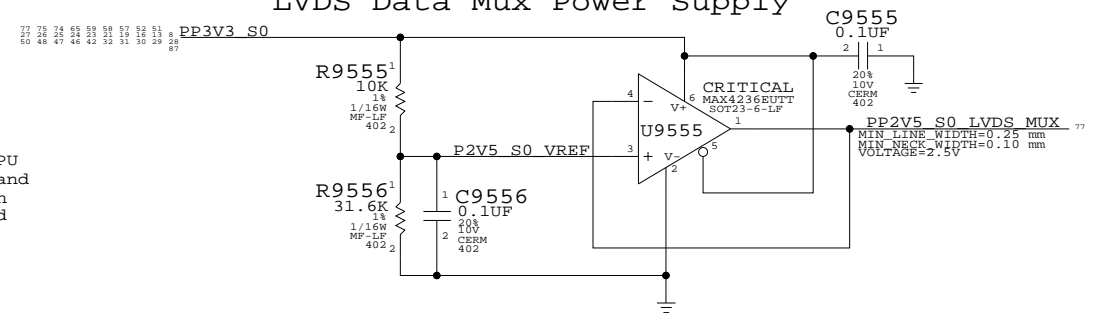 LVDS Data Mux Power Supply
77 75 74 65 59 58 57 52 51
27 26 25 24 23 21 19 16 13 8
50 48 47 46 42 32 31 30 29 28
87
PP3V3_S0
C9555
0.1UF
2 1
20%
10V
CERM
402
R9555
1
10K
1%
1/16W
MF-LF
402
2
CRITICAL
MAX4236EUTT
SOT23-6-LF
4
6
V+
U9555
1
PP2V5_S0_LVDS_MUX
77
MIN_LINE_WIDTH=0.25 mm
MIN_NECK_WIDTH=0.10 mm
VOLTAGE=2.5V
P2V5_S0_VREF
3
V-
5
2
PU
and
n
d
R9556
1
31.6K
1%
1/16W
MF-LF
402
2
1
C9556
0.1UF
20%
10V
CERM
402
2